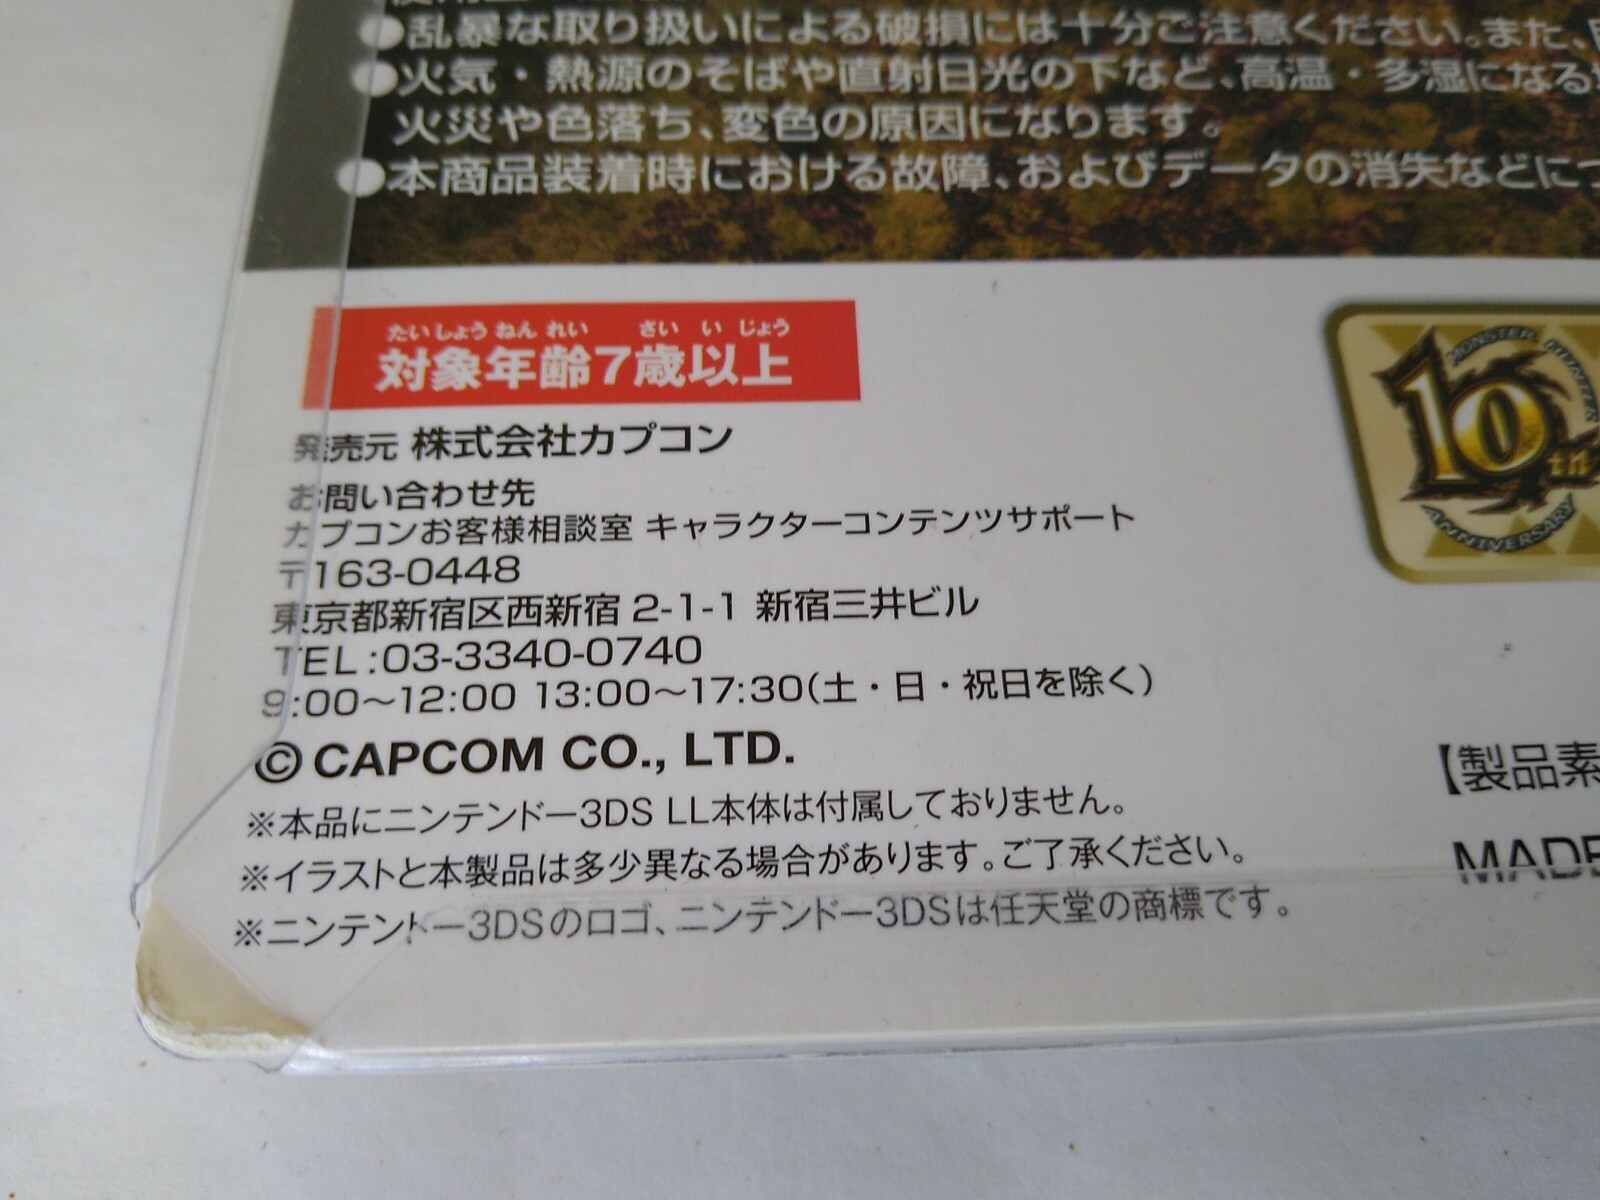 ●乱暴な取り扱いによる破損には十分ご注意ください。また、
●火気・熱源のそばや直射日光の下など、高温・多湿になる
火災や色落ち、変色の原因になります。
●本商品装着時における故障、およびデータの消失などに
たいしょうねんれい さいいじょう
対象年齢7歳以上
MONSTER HUNTER
10th
ANNIVERSARY
発売元 株式会社カプコン
お問い合わせ先
カプコンお客様相談室 キャラクターコンテンツサポート
〒163-0448
東京都新宿区西新宿 2-1-1 新宿三井ビル
TEL:03-3340-0740
9:00～12:00 13:00～17:30(土・日・祝日を除く)
©CAPCOM CO., LTD.
※本品にニンテンドー3DS LL本体は付属しておりません。
※イラストと本製品は多少異なる場合があります。ご了承ください。
※ニンテンドー3DSのロゴ、ニンテンドー3DSは任天堂の商標です。
【製品素
MADE